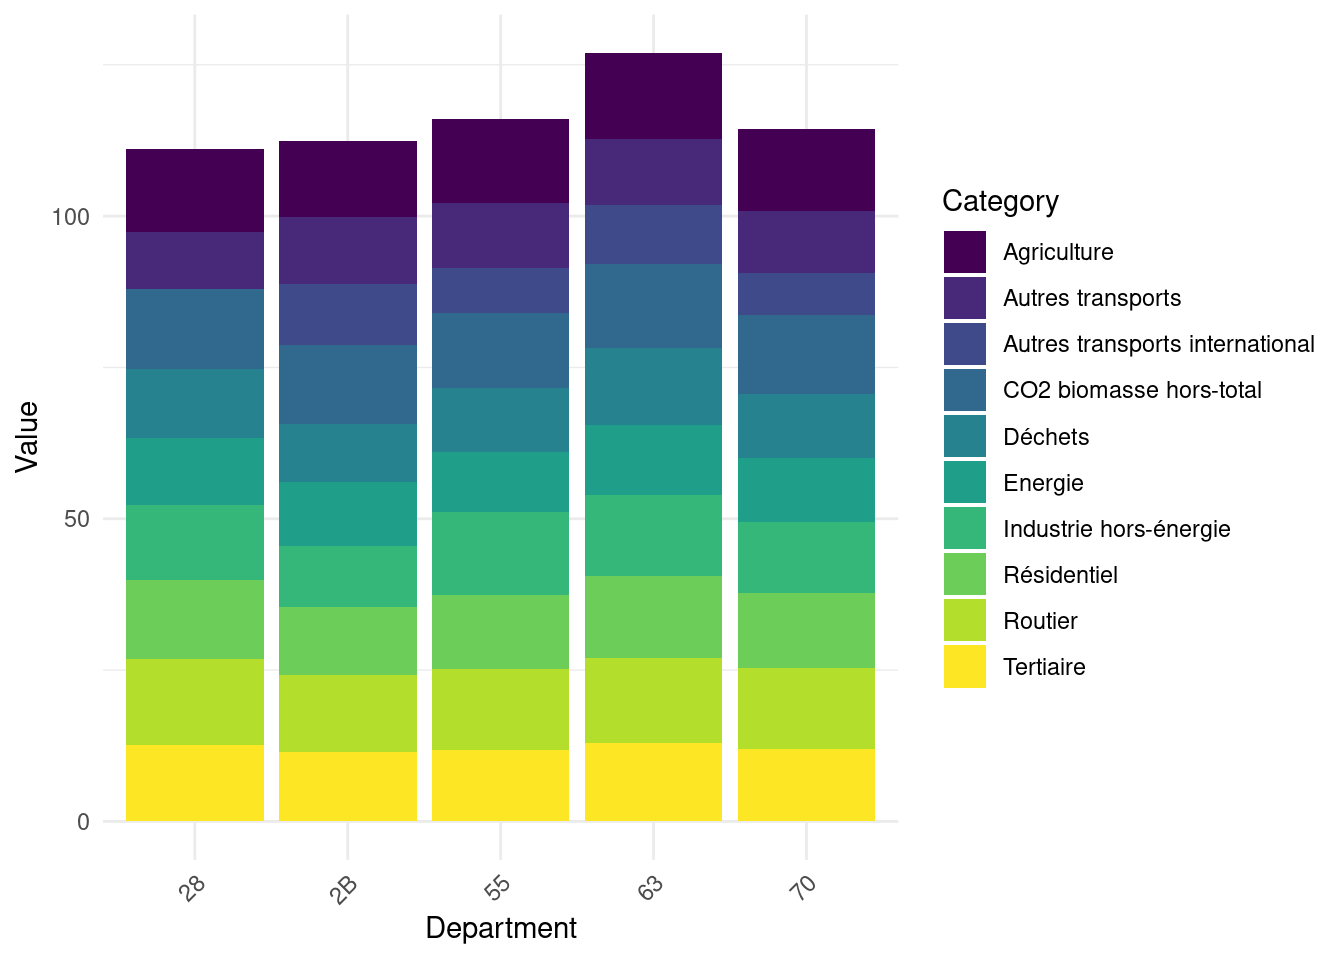 Value
100
50
0
28
2B
55
63
70
Department
Category
Agriculture
Autres transports
Autres transports international
CO2 biomasse hors-total
Déchets
Energie
Industrie hors-énergie
Résidentiel
Routier
Tertiaire